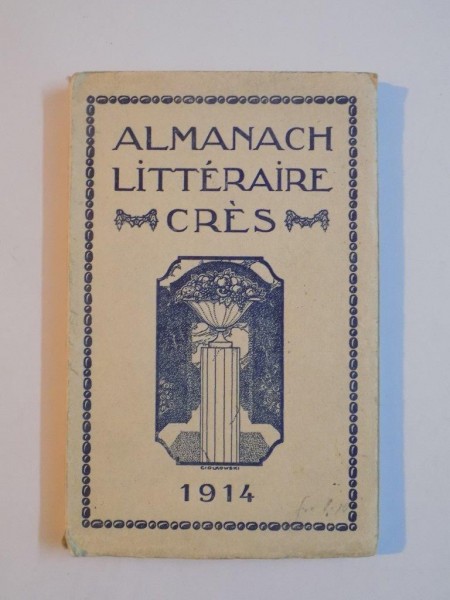 ALMANACH
LITTÉRAIRE
CRÈS
1914